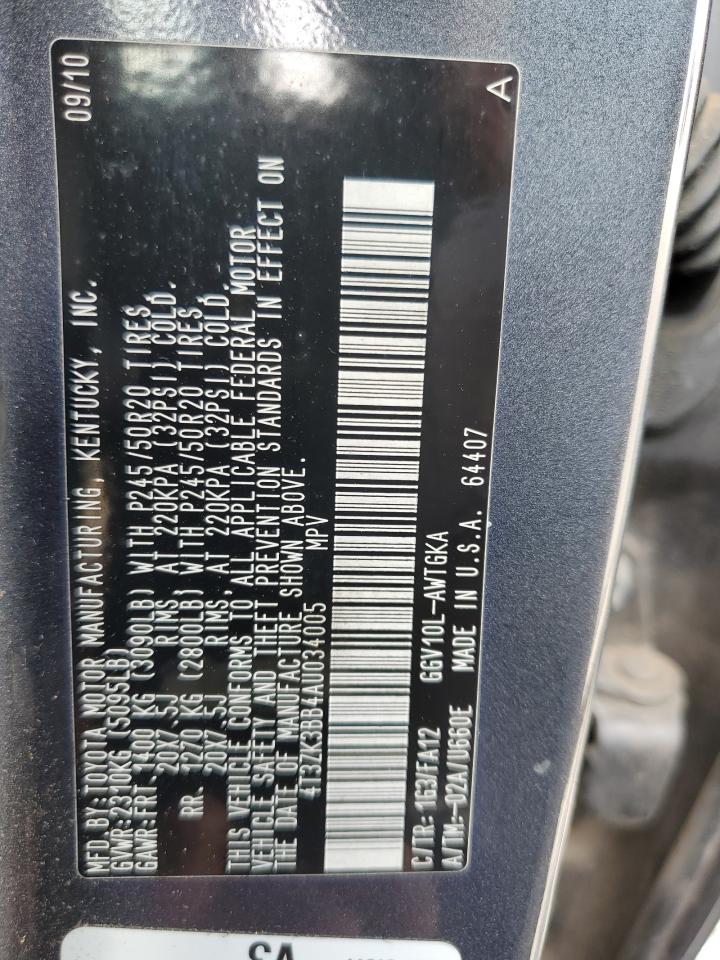 MFD BY: TOYOTA MOTOR MANUFACTURING, KENTUCKY, INC. 09/10
GVWR: 2310KG (5095LB)
GAWR: FRT 1400 KG (3090LB) WITH P245/50R20 TIRES,
20X7.5J RIMS, AT 220KPA (32PSI) COLD.
RR 1270 KG (2800LB) WITH P245/50R20 TIRES,
20X7.5J RIMS, AT 220KPA (32PSI) COLD.
THIS VEHICLE CONFORMS TO ALL APPLICABLE FEDERAL MOTOR
VEHICLE SAFETY AND THEFT PREVENTION STANDARDS IN EFFECT ON
THE DATE OF MANUFACTURE SHOWN ABOVE.
4T3ZK3BB4AU034005 MPV
C/TR: 1G3/FA12 GGV10L-AWTGKA
A/TM: -02A/U660E MADE IN U.S.A. 64407 A
V3